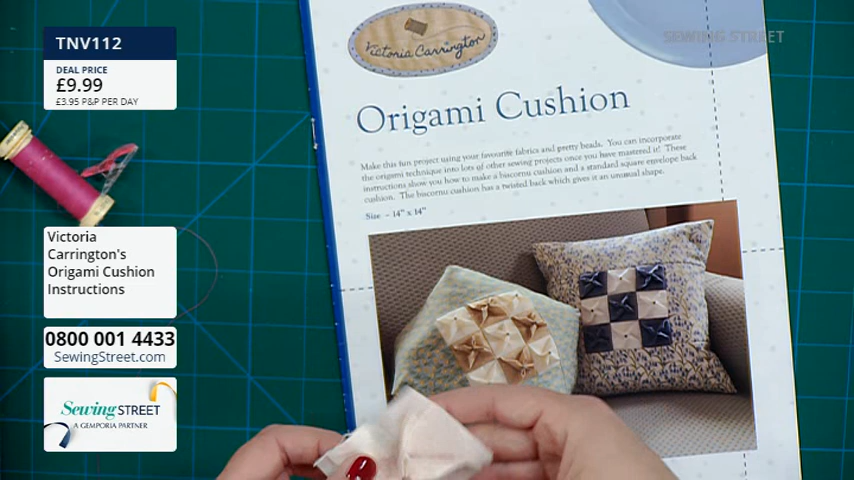 TNV112
DEAL PRICE
£9.99
£3.95 P&P PER DAY
Victoria
Carrington's
Origami Cushion
Instructions
0800 001 4433
SewingStreet.com
Sewing STREET
A GEMPORIA PARTNER
SEWING STREET
Victoria Carrington
Origami Cushion
Make this fun project using your favourite fabrics and pretty beads. You can incorporate
the origami technique into lots of other sewing projects once you have mastered it! These
instructions show you how to make a biscornu cushion and a standard square envelope back
cushion. The biscornu cushion has a twisted back which gives it an unusual shape.
Size - 14" x 14"